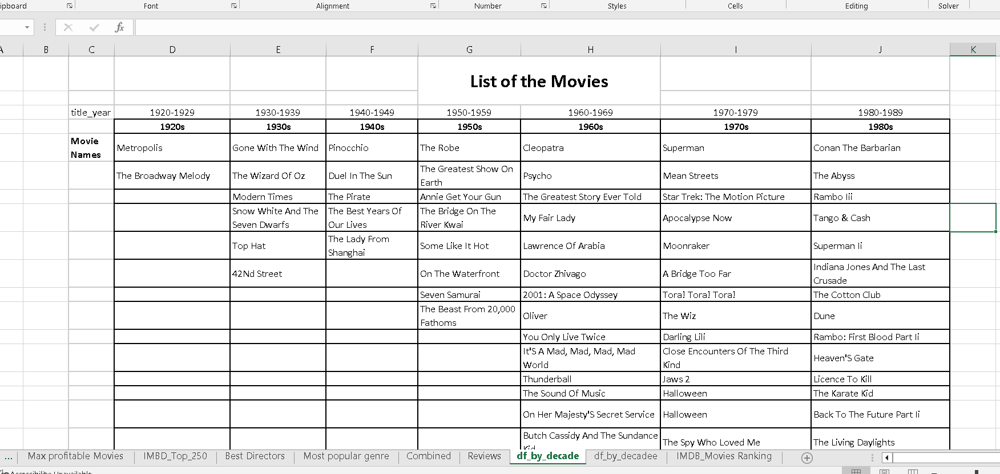 ipboard Font Alignment Number Styles Cells Editing Solver
fx
A B C D E F G H I J K
List of the Movies
title_year 1920-1929 1930-1939 1940-1949 1950-1959 1960-1969 1970-1979 1980-1989
1920s 1930s 1940s 1950s 1960s 1970s 1980s
Movie
Names Metropolis Gone With The Wind Pinocchio The Robe Cleopatra Superman Conan The Barbarian
The Broadway Melody The Wizard Of Oz Duel In The Sun The Greatest Show On
Earth Psycho Mean Streets The Abyss
Modern Times The Pirate Annie Get Your Gun The Greatest Story Ever Told Star Trek: The Motion Picture Rambo Iii
Snow White And The
Seven Dwarfs The Best Years Of
Our Lives The Bridge On The
River Kwai My Fair Lady Apocalypse Now Tango & Cash
Top Hat The Lady From
Shanghai Some Like It Hot Lawrence Of Arabia Moonraker Superman Ii
42Nd Street On The Waterfront Doctor Zhivago A Bridge Too Far Indiana Jones And The Last
Crusade
Seven Samurai 2001: A Space Odyssey Tora! Tora! Tora! The Cotton Club
The Beast From 20,000
Fathoms Oliver The Wiz Dune
You Only Live Twice Darling Lili Rambo: First Blood Part Ii
It'S A Mad, Mad, Mad, Mad
World Close Encounters Of The Third
Kind Heaven'S Gate
Thunderball Jaws 2 Licence To Kill
The Sound Of Music Halloween The Karate Kid
On Her Majesty'S Secret Service Halloween Back To The Future Part Ii
Butch Cassidy And The Sundance
Kid The Spy Who Loved Me The Living Daylights
... Max profitable Movies IMBD_Top_250 Best Directors Most popular genre Combined Reviews df_by_decade df_by_decadee IMDB_Movies Ranking
Accessibility: Unavailable